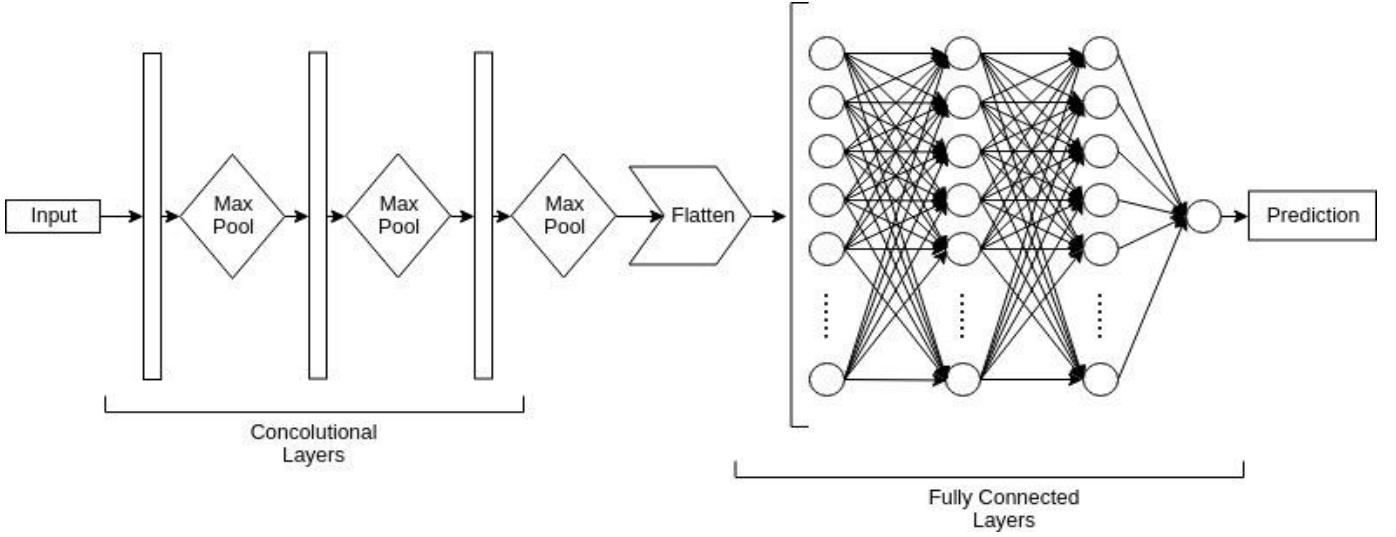 Input
Max
Pool
Max
Pool
Max
Pool
Flatten
Prediction
Concolutional
Layers
Fully Connected
Layers